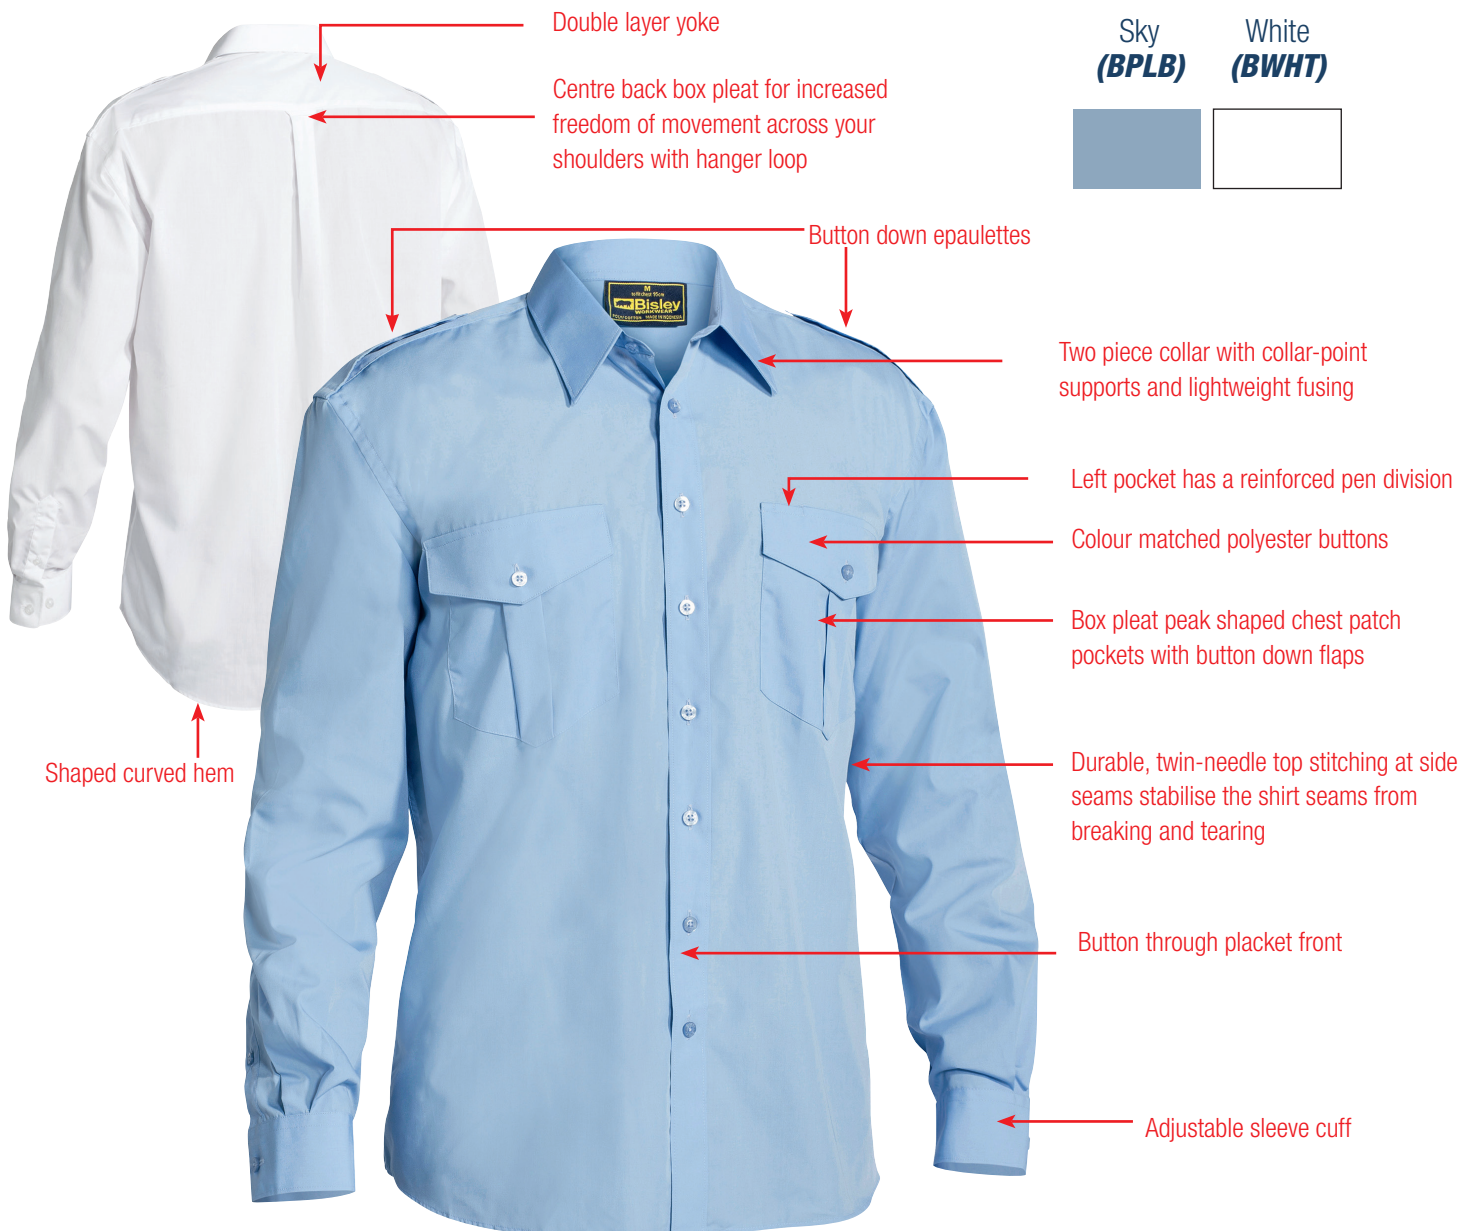 Double layer yoke
Centre back box pleat for increased
freedom of movement across your
shoulders with hanger loop
Sky
(BPLB)
White
(BWHT)
Button down epaulettes
M
Bisley
WORKWEAR
MADE IN INDONESIA
Two piece collar with collar-point
supports and lightweight fusing
Left pocket has a reinforced pen division
Colour matched polyester buttons
Box pleat peak shaped chest patch
pockets with button down flaps
Shaped curved hem
Durable, twin-needle top stitching at side
seams stabilise the shirt seams from
breaking and tearing
Button through placket front
Adjustable sleeve cuff